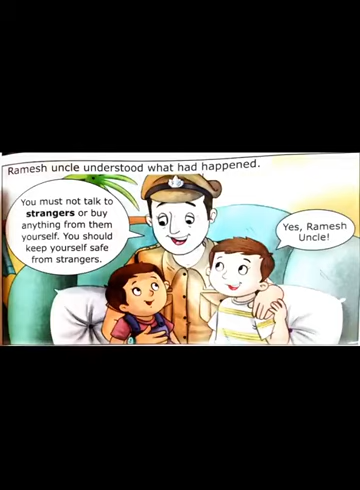 Ramesh uncle understood what had happened.
You must not talk to
strangers or buy
anything from them
yourself. You should
keep yourself safe
from strangers.
Yes, Ramesh
Uncle!